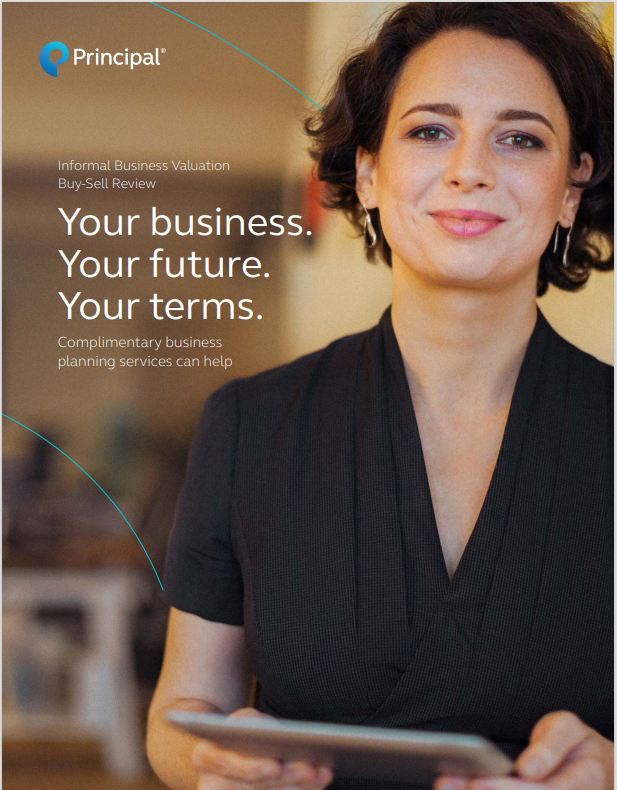 Principal®
Informal Business Valuation
Buy-Sell Review
Your business.
Your future.
Your terms.
Complimentary business
planning services can help